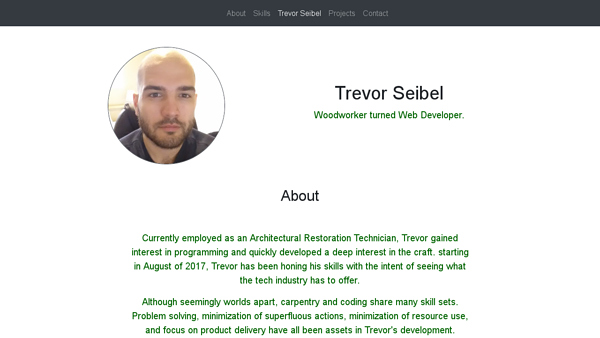 About Skills Trevor Seibel Projects Contact
Trevor Seibel
Woodworker turned Web Developer.
About
Currently employed as an Architectural Restoration Technician, Trevor gained
interest in programming and quickly developed a deep interest in the craft. starting
in August of 2017, Trevor has been honing his skills with the intent of seeing what
the tech industry has to offer.
Although seemingly worlds apart, carpentry and coding share many skill sets.
Problem solving, minimization of superfluous actions, minimization of resource use,
and focus on product delivery have all been assets in Trevor's development.